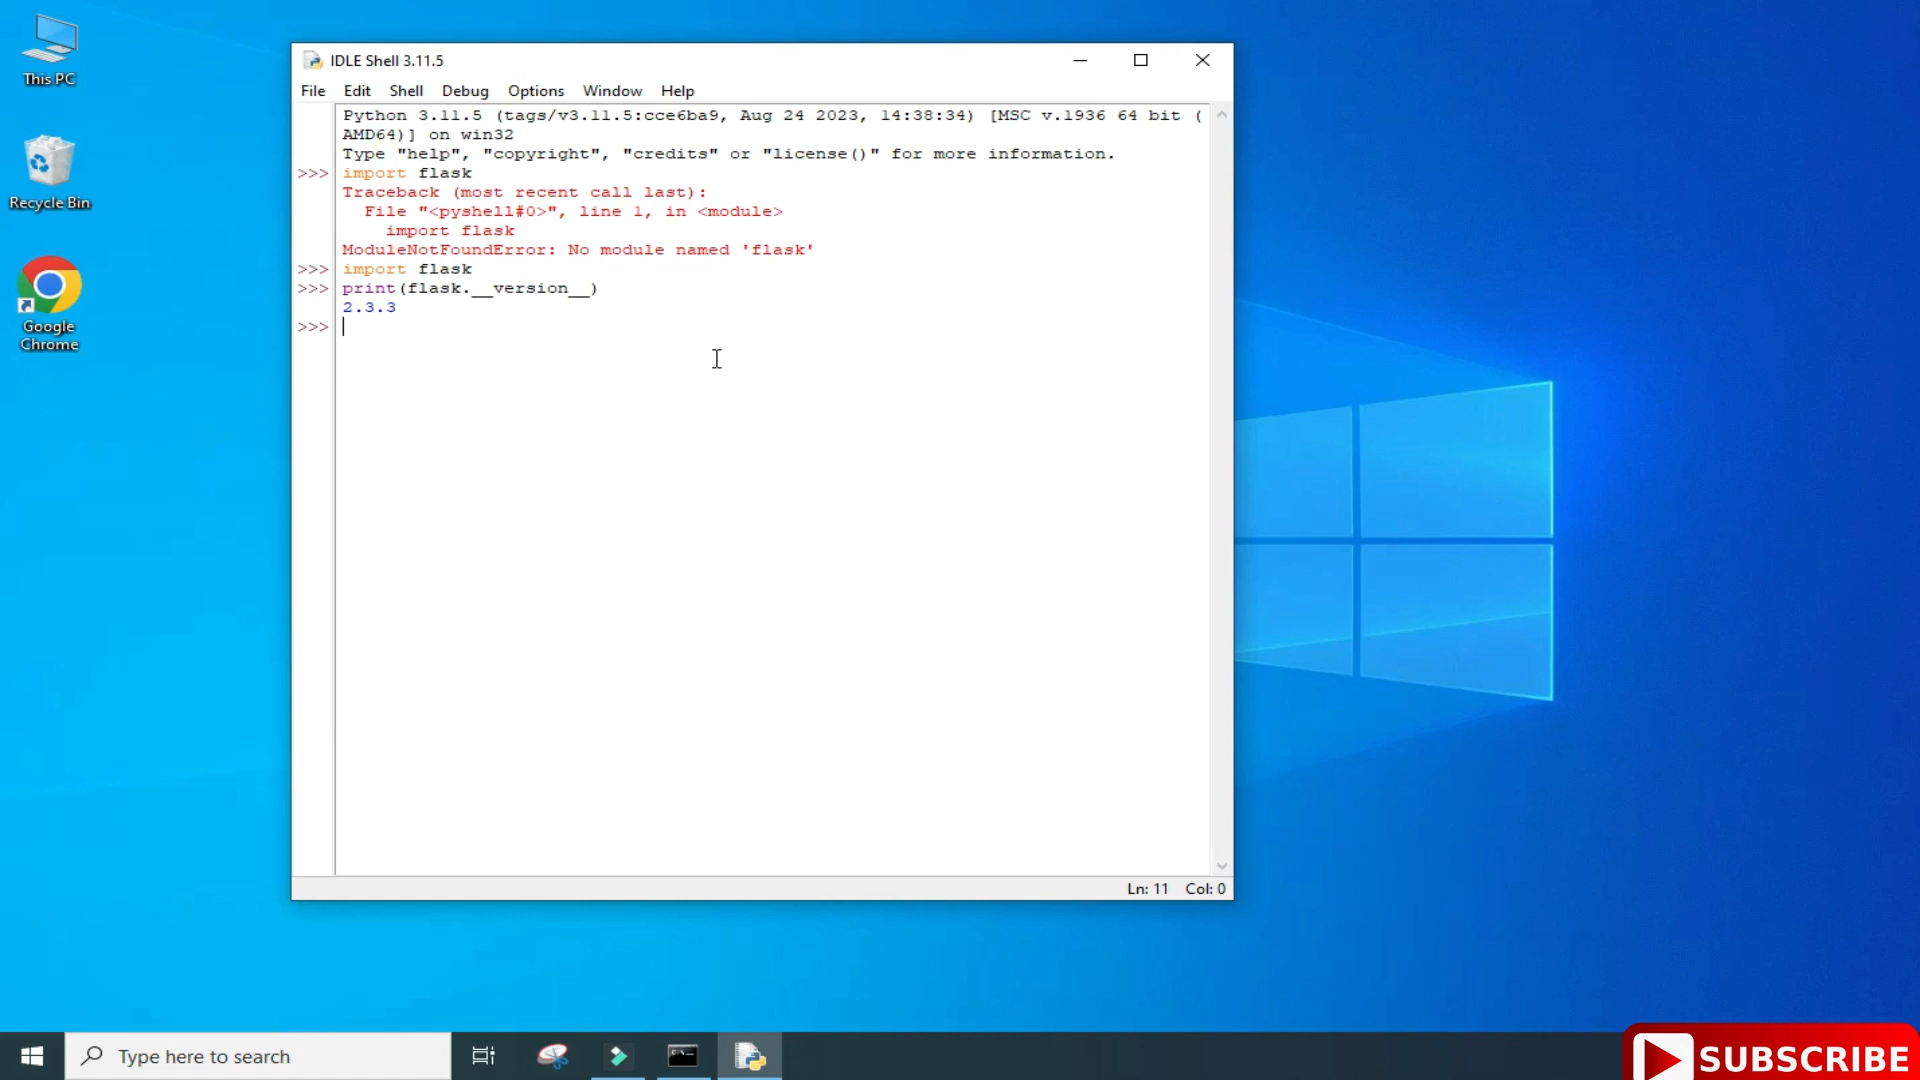 This PC
Recycle Bin
Google
Chrome
IDLE Shell 3.11.5
File Edit Shell Debug Options Window Help
Python 3.11.5 (tags/v3.11.5:cce6ba9, Aug 24 2023, 14:38:34) [MSC v.1936 64 bit (
AMD64)] on win32
Type "help", "copyright", "credits" or "license()" for more information.
>>> import flask
Traceback (most recent call last):
  File "<pyshell#0>", line 1, in <module>
    import flask
ModuleNotFoundError: No module named 'flask'
>>> import flask
>>> print(flask.__version__)
2.3.3
>>>
Ln: 11 Col: 0
Type here to search
SUBSCRIBE